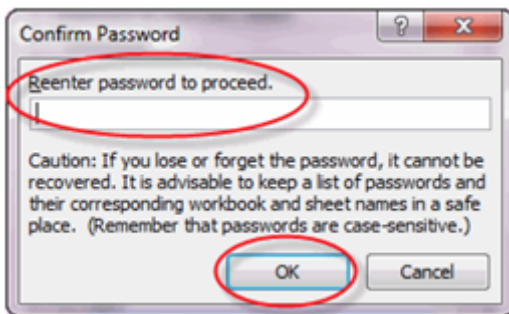 Confirm Password
?
Reenter password to proceed.
Caution: If you lose or forget the password, it cannot be
recovered. It is advisable to keep a list of passwords and
their corresponding workbook and sheet names in a safe
place.  (Remember that passwords are case-sensitive.)
OK
Cancel